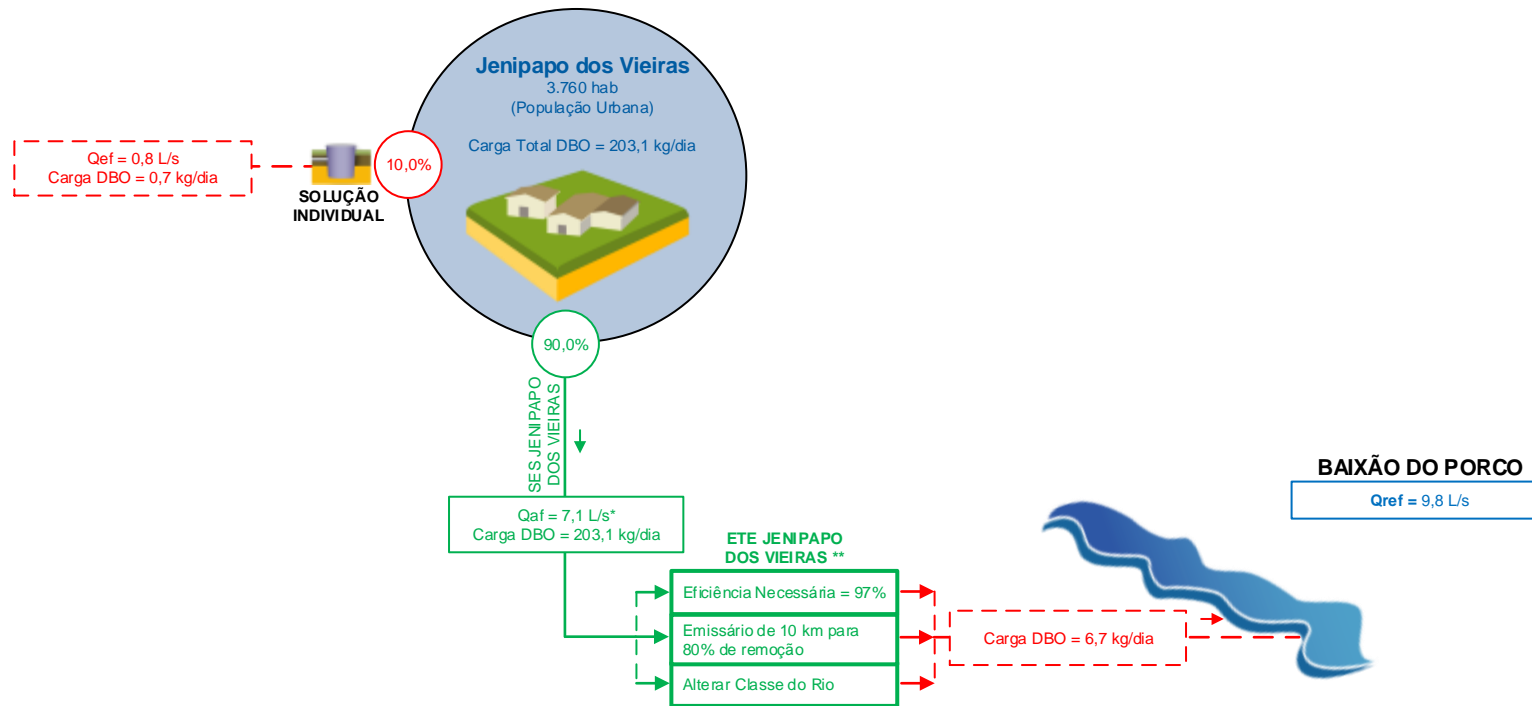 Jenipapo dos Vieiras
3.760 hab
(População Urbana)
Carga Total DBO = 203,1 kg/dia
Qef = 0,8 L/s
Carga DBO = 0,7 kg/dia
10,0%
SOLUÇÃO
INDIVIDUAL
90,0%
SES JENIPAPO
DOS VIEIRAS
Qaf = 7,1 L/s*
Carga DBO = 203,1 kg/dia
ETE JENIPAPO
DOS VIEIRAS **
Eficiência Necessária = 97%
Emissário de 10 km para
80% de remoção
Alterar Classe do Rio
Carga DBO = 6,7 kg/dia
BAIXÃO DO PORCO
Qref = 9,8 L/s